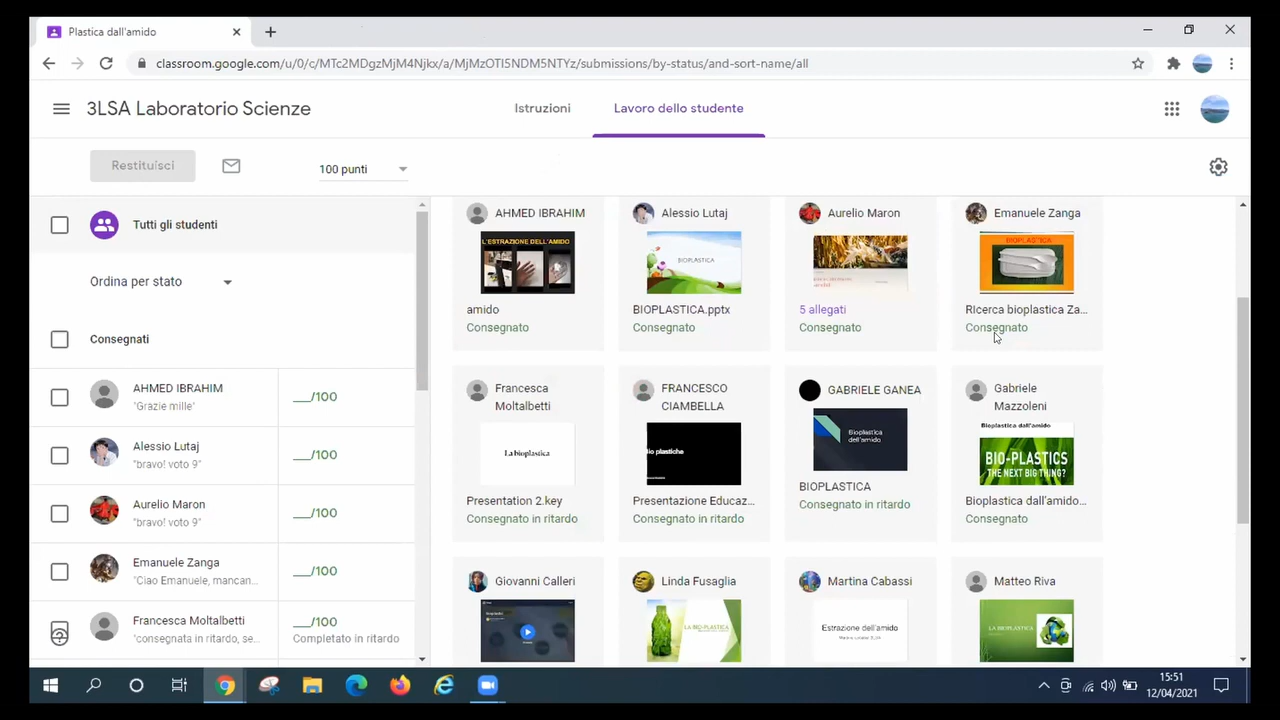 Plastica dall'amido
classroom.google.com/u/0/c/MTc2MDgzMjM4Njkx/a/MjMzOTI5NDM5NTYz/submissions/by-status/and-sort-name/all
3LSA Laboratorio Scienze
Istruzioni
Lavoro dello studente
Restituisci
100 punti
Tutti gli studenti
Ordina per stato
Consegnati
AHMED IBRAHIM
"Grazie mille"
__/100
Alessio Lutaj
"bravo! voto 9"
__/100
Aurelio Maron
"bravo! voto 9"
__/100
Emanuele Zanga
"Ciao Emanuele, mancan...
__/100
Francesca Moltalbetti
"consegnata in ritardo, se...
__/100
Completato in ritardo
AHMED IBRAHIM
L'ESTRAZIONE DELL'AMIDO
amido
Consegnato
Alessio Lutaj
BIOPLASTICA
BIOPLASTICA.pptx
Consegnato
Aurelio Maron
5 allegati
Consegnato
Emanuele Zanga
BIOPLASTICA
Ricerca bioplastica Za...
Consegnato
Francesca
Moltalbetti
La bioplastica
Presentation 2.key
Consegnato in ritardo
FRANCESCO
CIAMBELLA
Bio plastiche
Presentazione Educaz...
Consegnato in ritardo
GABRIELE GANEA
Bioplastica
dell'amido
BIOPLASTICA
Consegnato in ritardo
Gabriele
Mazzoleni
Bioplastica dall'amido
BIO-PLASTICS
THE NEXT BIG THING?
Bioplastica dall'amido...
Consegnato
Giovanni Calleri
Linda Fusaglia
LA BIO-PLASTICA
Martina Cabassi
Estrazione dell'amido
Matteo Riva
LA BIOPLASTICA
15:51
12/04/2021